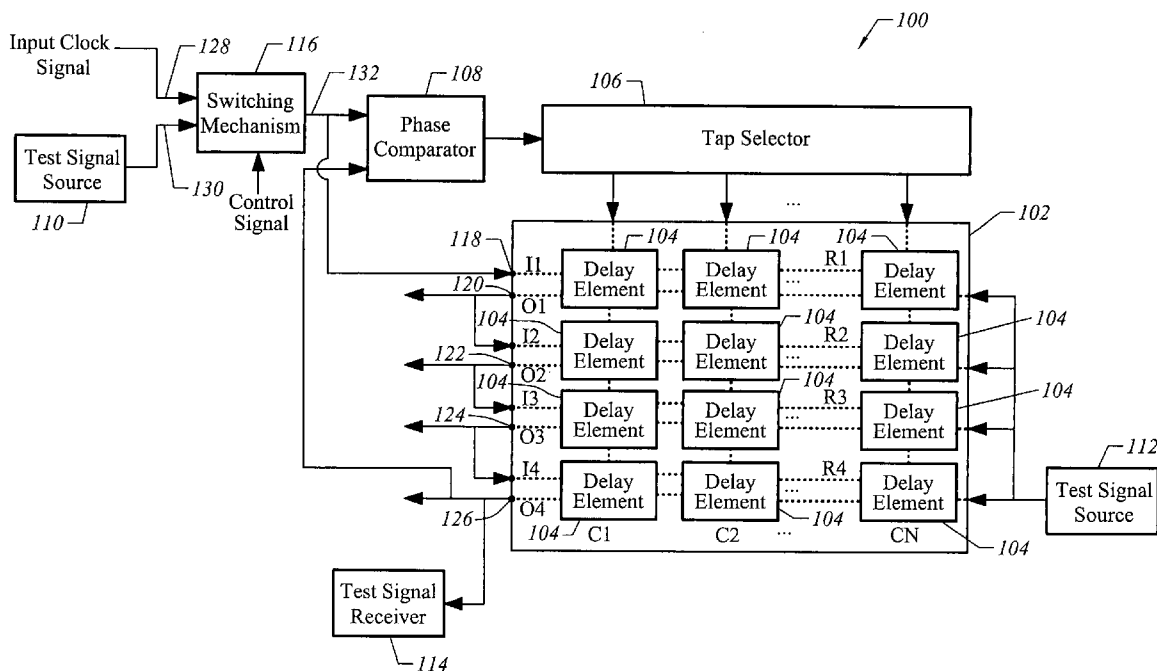 100
Input Clock
Signal
128
116
Switching
Mechanism
132
108
Phase
Comparator
106
Tap Selector
Test Signal
Source
110
130
Control
Signal
...
102
118
I1
104
104
104
R1
Delay
Element
Delay
Element
...
Delay
Element
120
O1
104
I2
104
R2
104
Delay
Element
Delay
Element
...
Delay
Element
122
O2
104
I3
104
R3
104
Delay
Element
Delay
Element
...
Delay
Element
124
O3
I4
R4
Delay
Element
Delay
Element
...
Delay
Element
126
O4
104
C1
104
C2
...
CN
104
112
Test Signal
Source
Test Signal
Receiver
114